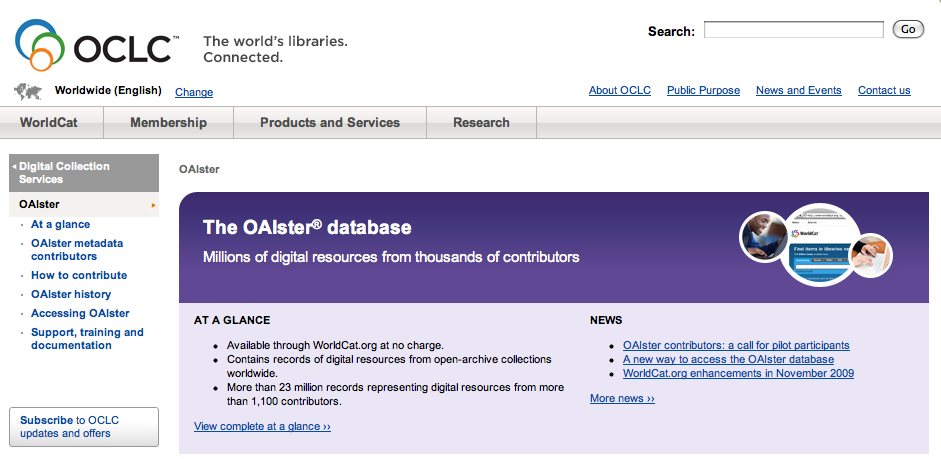 OCLC™
The world's libraries.
Connected.
Search:
Go
Worldwide (English) Change
About OCLC Public Purpose News and Events Contact us
WorldCat Membership Products and Services Research
Digital Collection
Services
OAIster
At a glance
OAIster metadata
contributors
How to contribute
OAIster history
Accessing OAIster
Support, training and
documentation
Subscribe to OCLC
updates and offers
OAIster
The OAIster® database
Millions of digital resources from thousands of contributors
WorldCat
Find items in libraries
AT A GLANCE
Available through WorldCat.org at no charge.
Contains records of digital resources from open-archive collections
worldwide.
More than 23 million records representing digital resources from more
than 1,100 contributors.
View complete at a glance ››
NEWS
OAIster contributors: a call for pilot participants
A new way to access the OAIster database
WorldCat.org enhancements in November 2009
More news ››